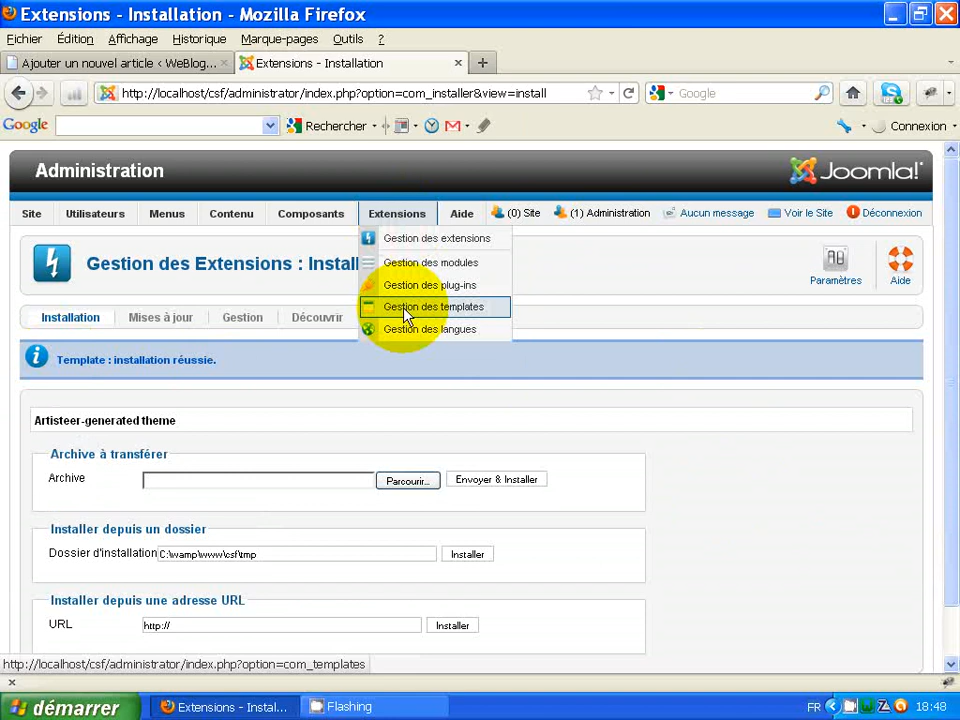 Extensions - Installation - Mozilla Firefox
Fichier Édition Affichage Historique Marque-pages Outils ?
Ajouter un nouvel article ‹ WeBlog... × Extensions - Installation × +
http://localhost/csf/administrator/index.php?option=com_installer&view=install Google
Google Rechercher Connexion
Administration Joomla!®
Site Utilisateurs Menus Contenu Composants Extensions Aide (0) Site (1) Administration Aucun message Voir le Site Déconnexion
Gestion des extensions
Gestion des modules
Gestion des plug-ins
Gestion des templates
Gestion des langues
Gestion des Extensions : Instal
Paramètres Aide
Installation Mises à jour Gestion Découvrir
Template : installation réussie.
Artisteer-generated theme
Archive à transférer
Archive Parcourir... Envoyer & Installer
Installer depuis un dossier
Dossier d'installation C:\wamp\www\csf\tmp Installer
Installer depuis une adresse URL
URL http:// Installer
http://localhost/csf/administrator/index.php?option=com_templates
démarrer Extensions - Instal... Flashing FR 18:48